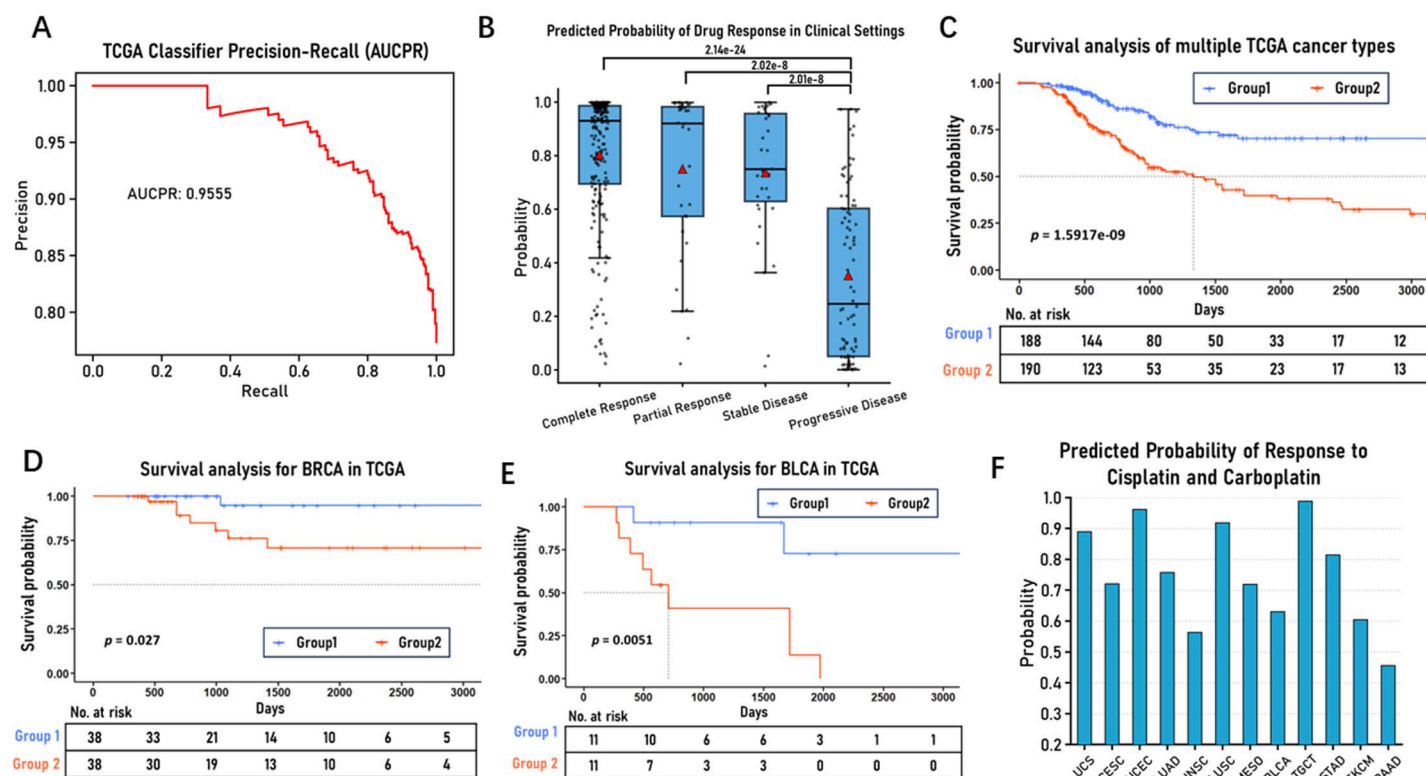 A
TCGA Classifier Precision-Recall (AUCPR)
1.00
0.95
0.90
0.85
0.80
Precision
AUCPR: 0.9555
0.0 0.2 0.4 0.6 0.8 1.0
Recall
B
Predicted Probability of Drug Response in Clinical Settings
2.14e-24
2.02e-8
2.01e-8
1.0
0.8
0.6
0.4
0.2
0.0
Probability
Complete Response Partial Response Stable Disease Progressive Disease
C
Survival analysis of multiple TCGA cancer types
Group1 Group2
1.00
0.75
0.50
0.25
0.00
Survival probability
p = 1.5917e-09
0 500 1000 1500 2000 2500 3000
Days
No. at risk
Group 1 188 144 80 50 33 17 12
Group 2 190 123 53 35 23 17 13
D
Survival analysis for BRCA in TCGA
1.00
0.75
0.50
0.25
0.00
Survival probability
p = 0.027
Group1 Group2
0 500 1000 1500 2000 2500 3000
Days
No. at risk
Group 1 38 33 21 14 10 6 5
Group 2 38 30 19 13 10 6 4
E
Survival analysis for BLCA in TCGA
Group1 Group2
1.00
0.75
0.50
0.25
0.00
Survival probability
p = 0.0051
0 500 1000 1500 2000 2500 3000
Days
No. at risk
Group 1 11 10 6 6 3 1 1
Group 2 11 7 3 3 0 0 0
F
Predicted Probability of Response to
Cisplatin and Carboplatin
1.0
0.9
0.8
0.7
0.6
0.5
0.4
0.3
0.2
Probability
UCS